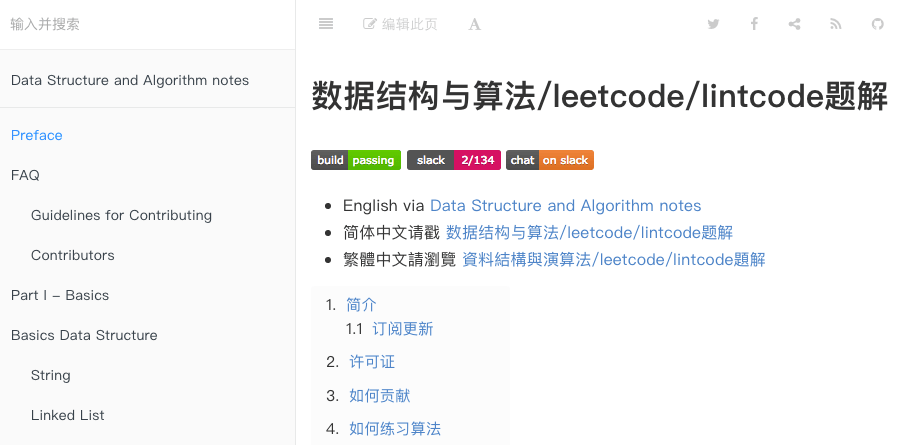 输入并搜索
Data Structure and Algorithm notes
Preface
FAQ
Guidelines for Contributing
Contributors
Part I – Basics
Basics Data Structure
String
Linked List
编辑此页
A
数据结构与算法/leetcode/lintcode题解
build passing slack 2/134 chat on slack
English via Data Structure and Algorithm notes
简体中文请戳 数据结构与算法/leetcode/lintcode题解
繁體中文請瀏覽 資料結構與演算法/leetcode/lintcode題解
1. 简介
1.1 订阅更新
2. 许可证
3. 如何贡献
4. 如何练习算法